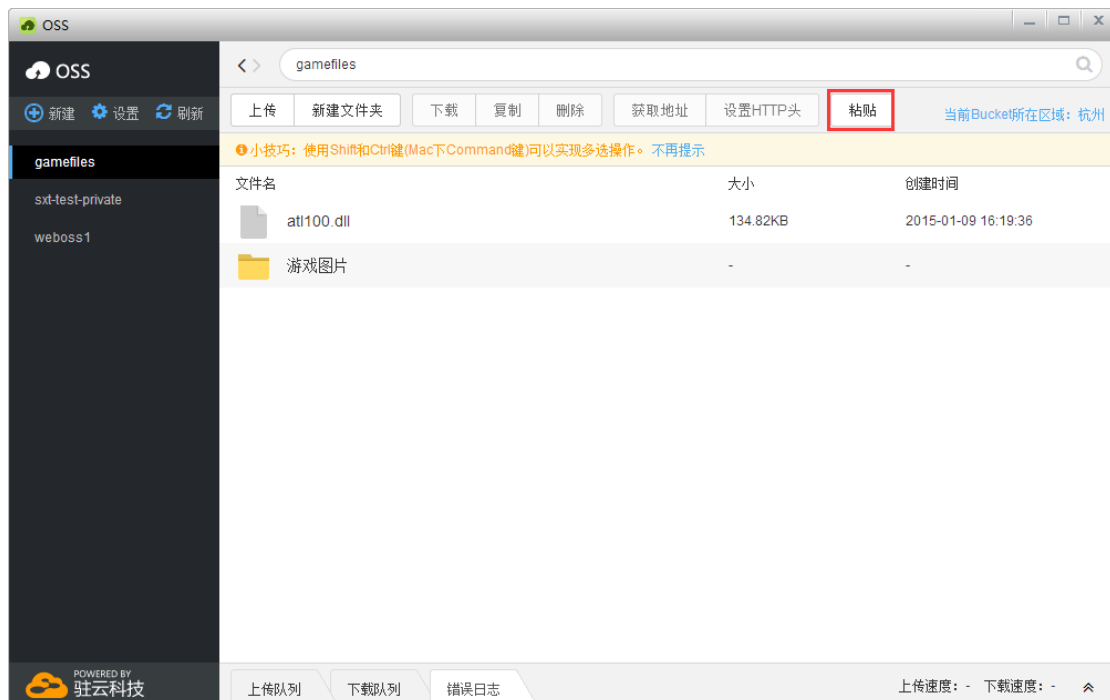 OSS
OSS
新建 设置 刷新
gamefiles
sxt-test-private
weboss1
POWERED BY
驻云科技
gamefiles
上传 新建文件夹 下载 复制 删除 获取地址 设置HTTP头 粘贴 当前Bucket所在区域：杭州
小技巧：使用Shift和Ctrl键(Mac下Command键)可以实现多选操作。 不再提示
文件名 大小 创建时间
atl100.dll 134.82KB 2015-01-09 16:19:36
游戏图片 - -
上传队列 下载队列 错误日志 上传速度：- 下载速度：-